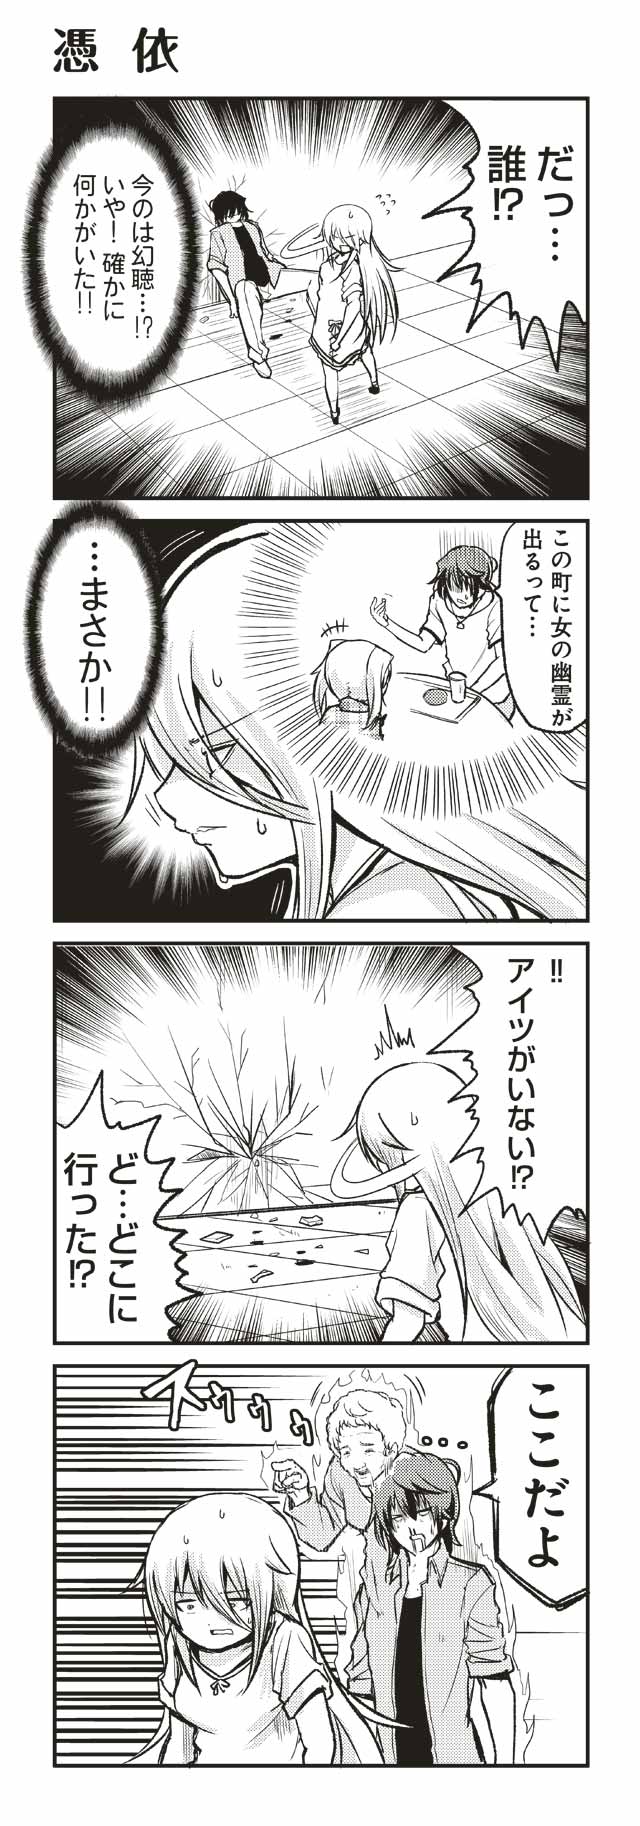 憑依
だっ…
誰!?
今のは幻聴…!?
いや！確かに
何かがいた!!
この町に女の幽霊が
出るって…
…まさか!!
!!
アイツがいない!?
ど…どこに
行った!?
ここだよ
ドゥゥゥ